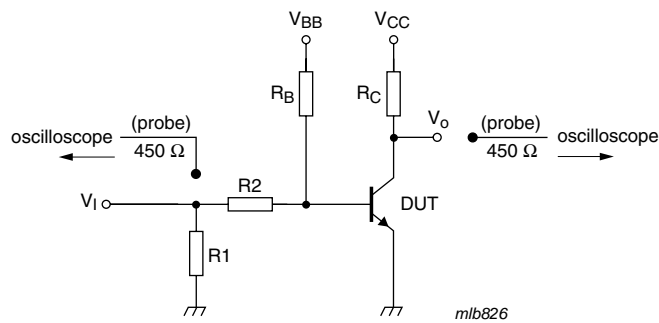 VBB
VCC
RB
RC
Vo
(probe)
oscilloscope
450 Ω
(probe)
oscilloscope
450 Ω
R2
VI
DUT
R1
mlb826